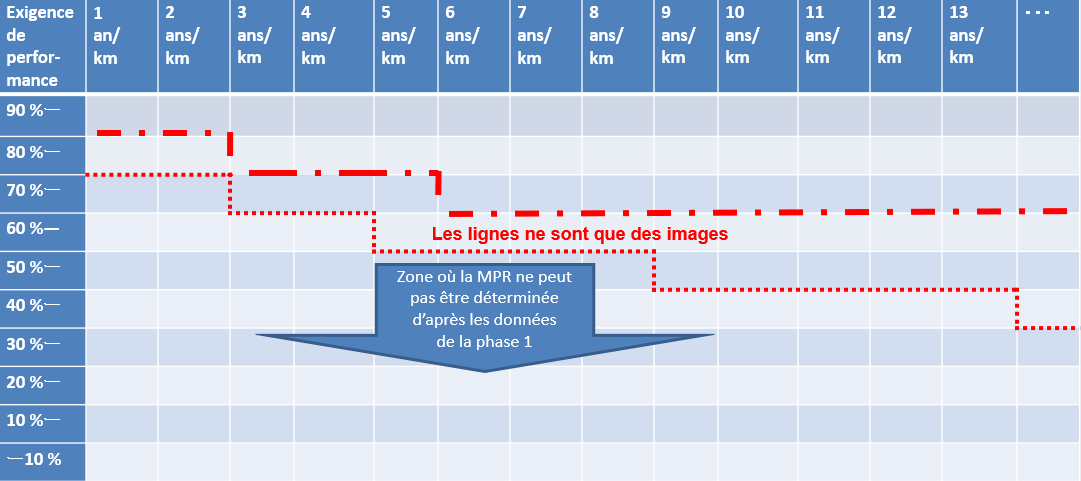 Exigence de perfor- mance
1 an/ km
2 ans/ km
3 ans/ km
4 ans/ km
5 ans/ km
6 ans/ km
7 ans/ km
8 ans/ km
9 ans/ km
10 ans/ km
11 ans/ km
12 ans/ km
13 ans/ km
---
90 %—
80 %—
70 %—
60 %—
Les lignes ne sont que des images
50 %—
Zone où la MPR ne peut
pas être déterminée
d'après les données
de la phase 1
40 %—
30 %—
20 %—
10 %—
—10 %